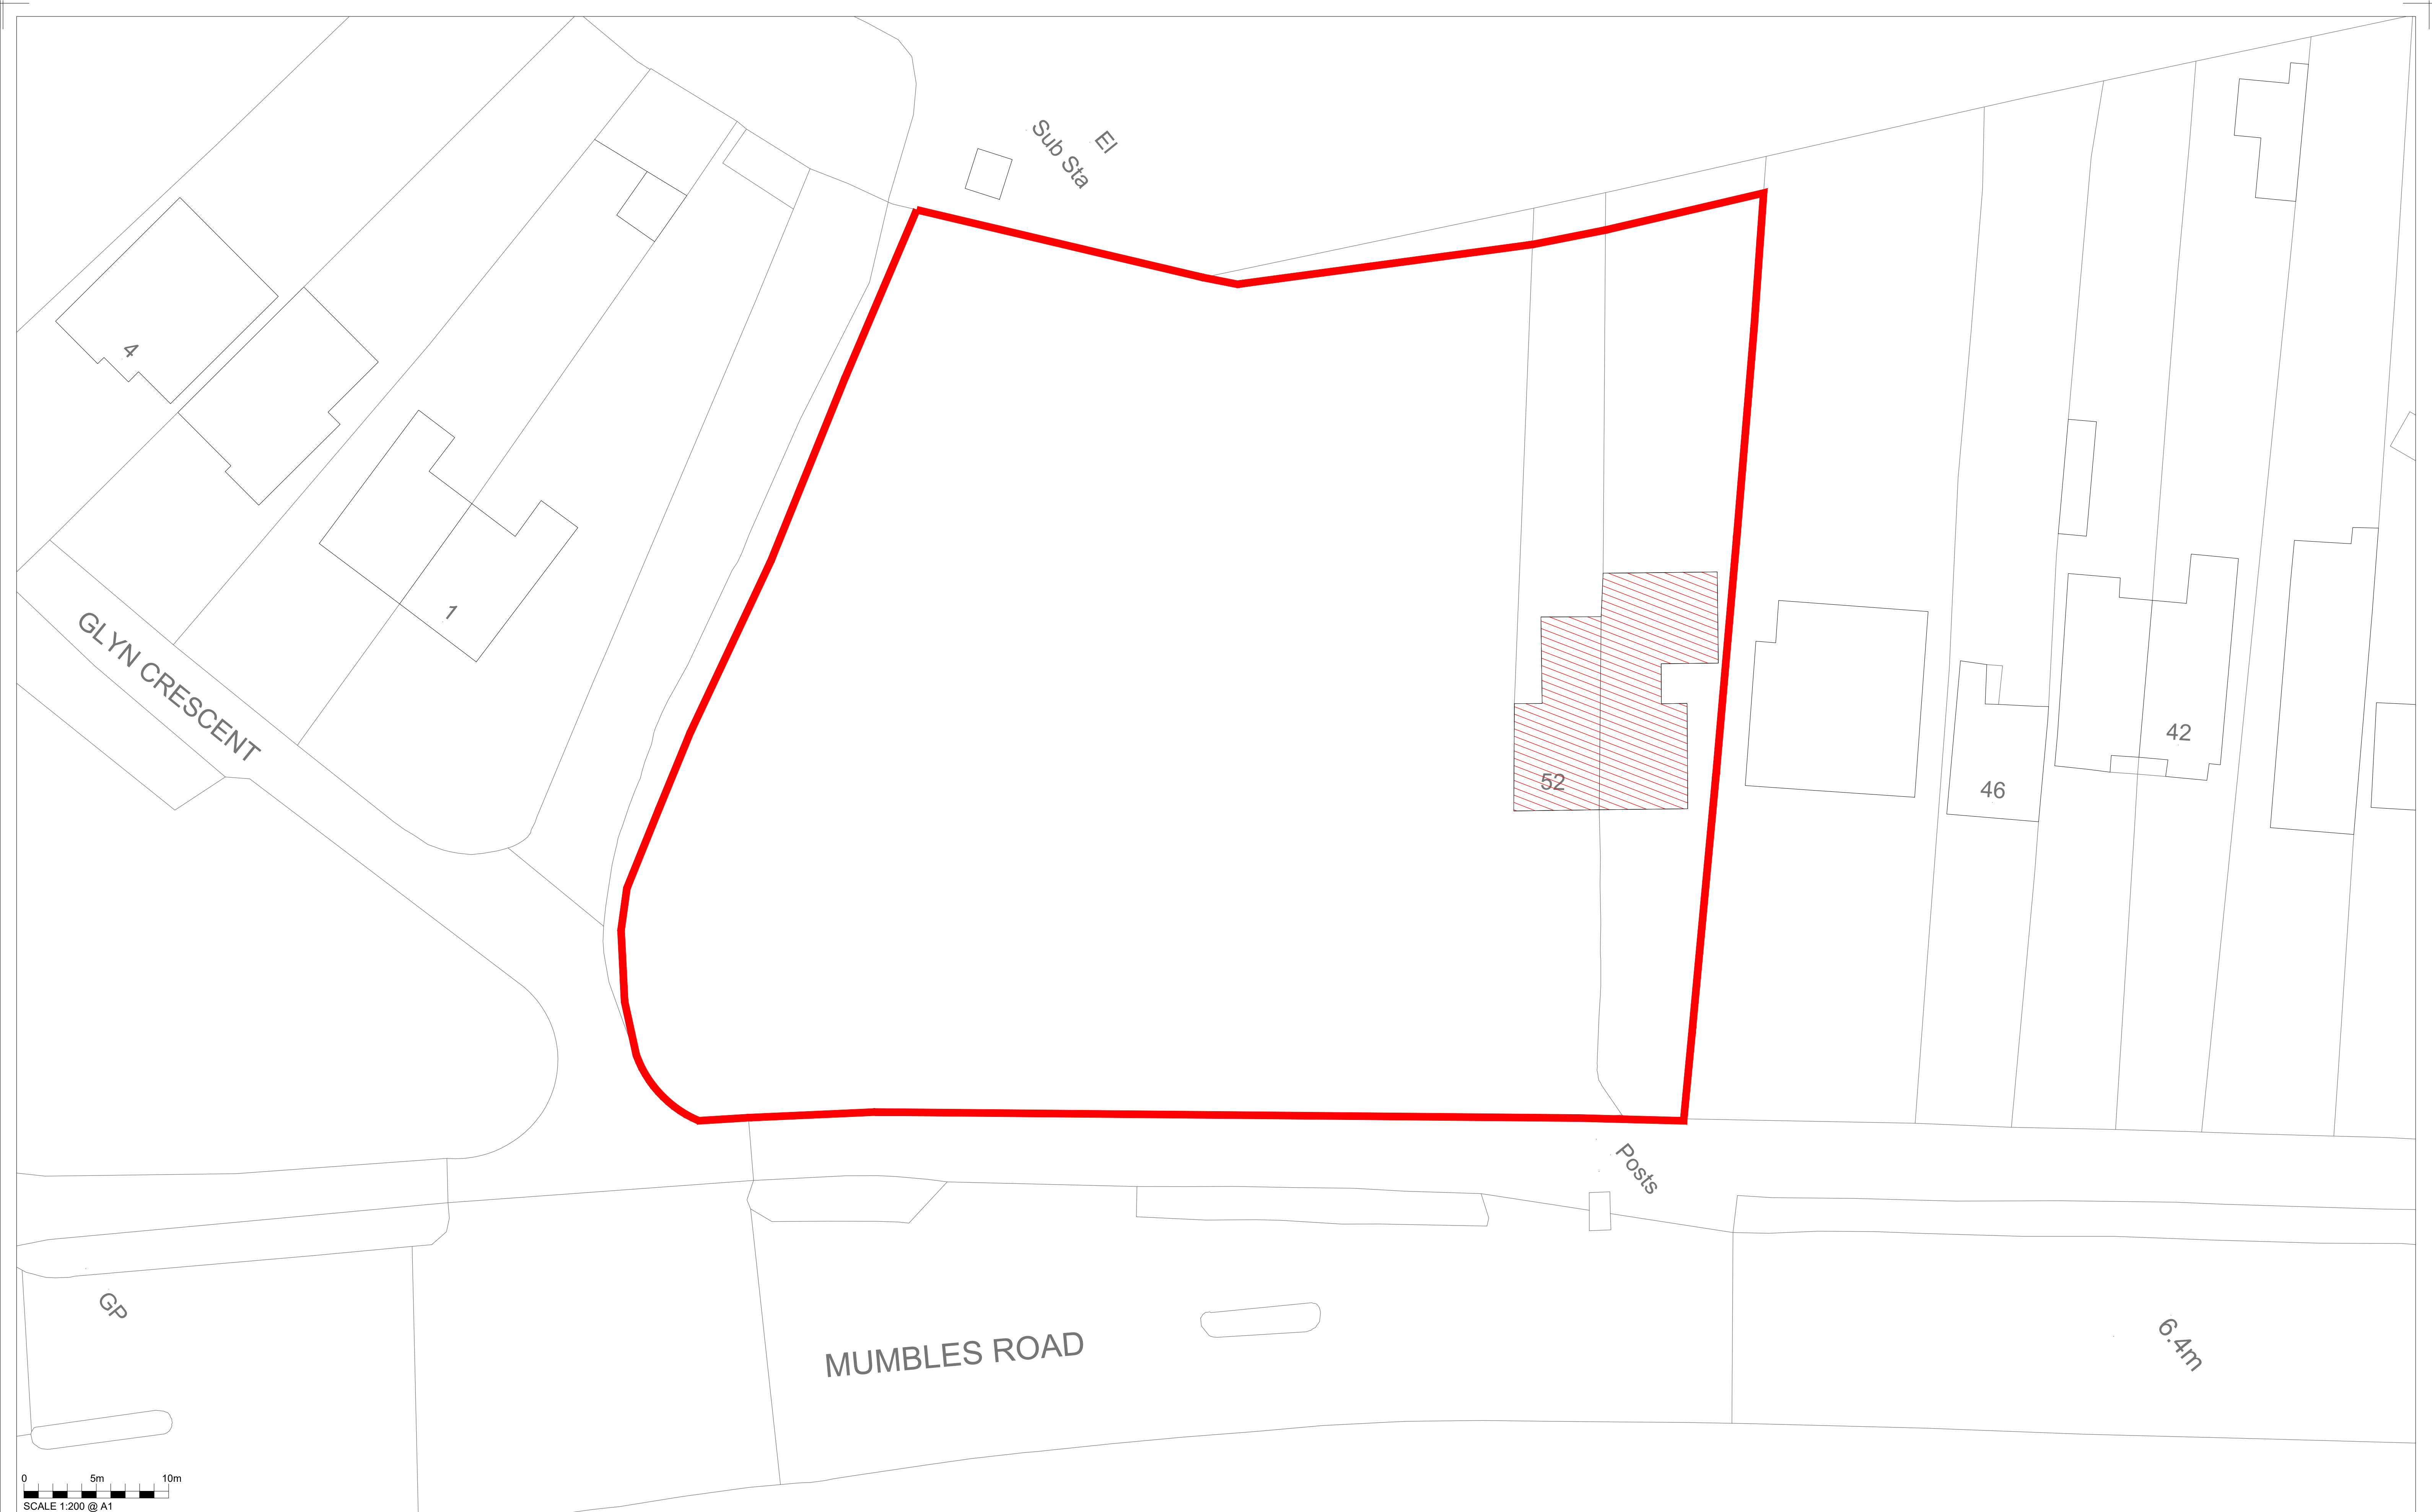 El
Sub Sta
4
1
GLYN CRESCENT
52
46
42
Posts
GP
MUMBLES ROAD
6.4m
0 5m 10m
SCALE 1:200 @ A1